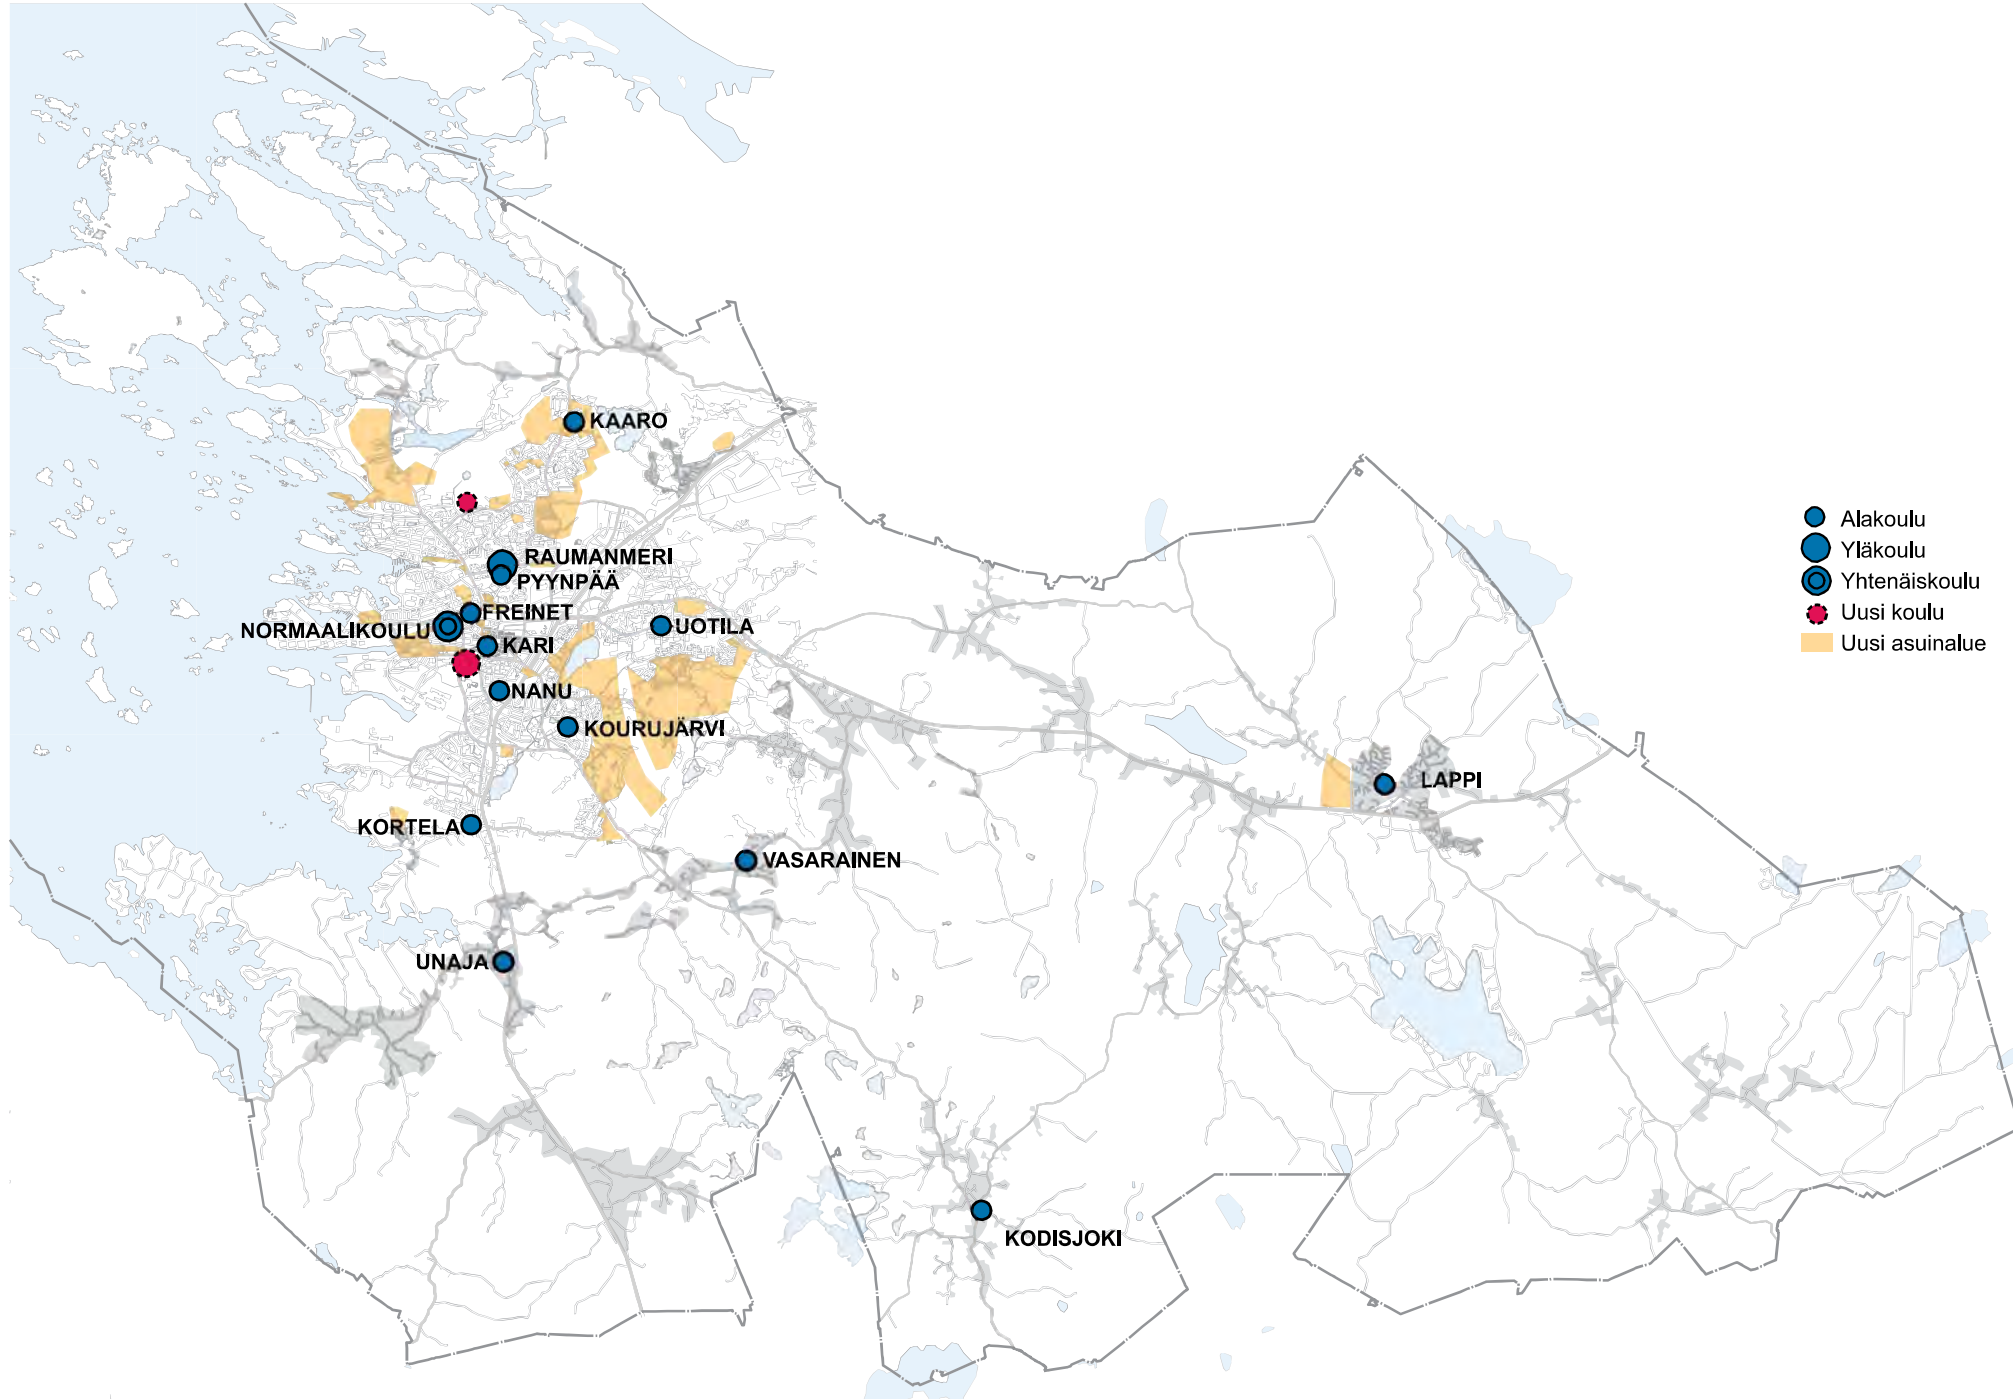 KAARO
RAUMANMERI
PYYNPÄÄ
FREINET
NORMAALIKOULU
UOTILA
KARI
NANU
KOURUJÄRVI
LAPPI
KORTELA
VASARAINEN
UNAJA
KODISJOKI
Alakoulu
Yläkoulu
Yhtenäiskoulu
Uusi koulu
Uusi asuinalue